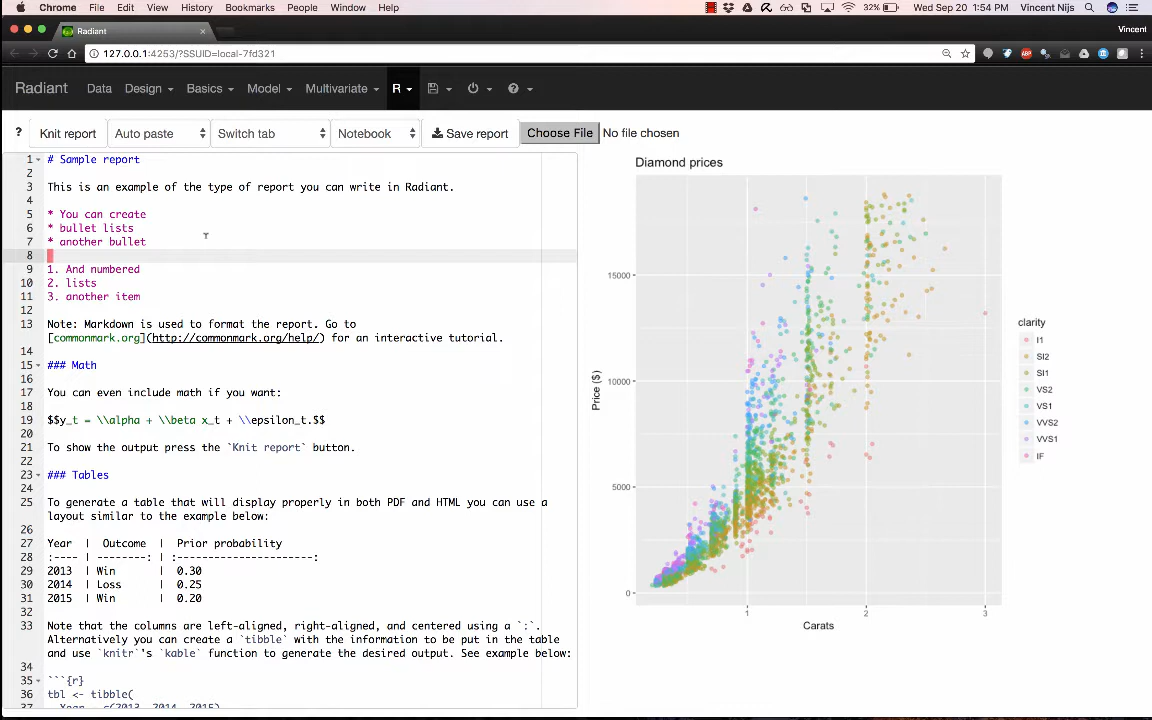 Chrome File Edit View History Bookmarks People Window Help 32% Wed Sep 20 1:54 PM Vincent Nijs
Radiant Vincent
127.0.0.1:4253/?SSUID=local-7fd321 ABP
Radiant Data Design Basics Model Multivariate R
? Knit report Auto paste Switch tab Notebook Save report Choose File No file chosen
1 # Sample report
2
3 This is an example of the type of report you can write in Radiant.
4
5 * You can create
6 * bullet lists
7 * another bullet
8
9 1. And numbered
10 2. lists
11 3. another item
12
13 Note: Markdown is used to format the report. Go to
[commonmark.org](http://commonmark.org/help/) for an interactive tutorial.
14
15 ### Math
16
17 You can even include math if you want:
18
19 $$y_t = \\alpha + \\beta x_t + \\epsilon_t.$$
20
21 To show the output press the `Knit report` button.
22
23 ### Tables
24
25 To generate a table that will display properly in both PDF and HTML you can use a
layout similar to the example below:
26
27 Year | Outcome | Prior probability
28 :---- | --------: | :----------------------:
29 2013 | Win | 0.30
30 2014 | Loss | 0.25
31 2015 | Win | 0.20
32
33 Note that the columns are left-aligned, right-aligned, and centered using a `:`.
Alternatively you can create a `tibble` with the information to be put in the table
and use `knitr`'s `kable` function to generate the desired output. See example below:
34
35 ```{r}
36 tbl <- tibble(
Year = c(2013, 2014, 2015)
Diamond prices
15000
10000
5000
0
Price ($)
1 2 3
Carats
clarity
I1
SI2
SI1
VS2
VS1
VVS2
VVS1
IF